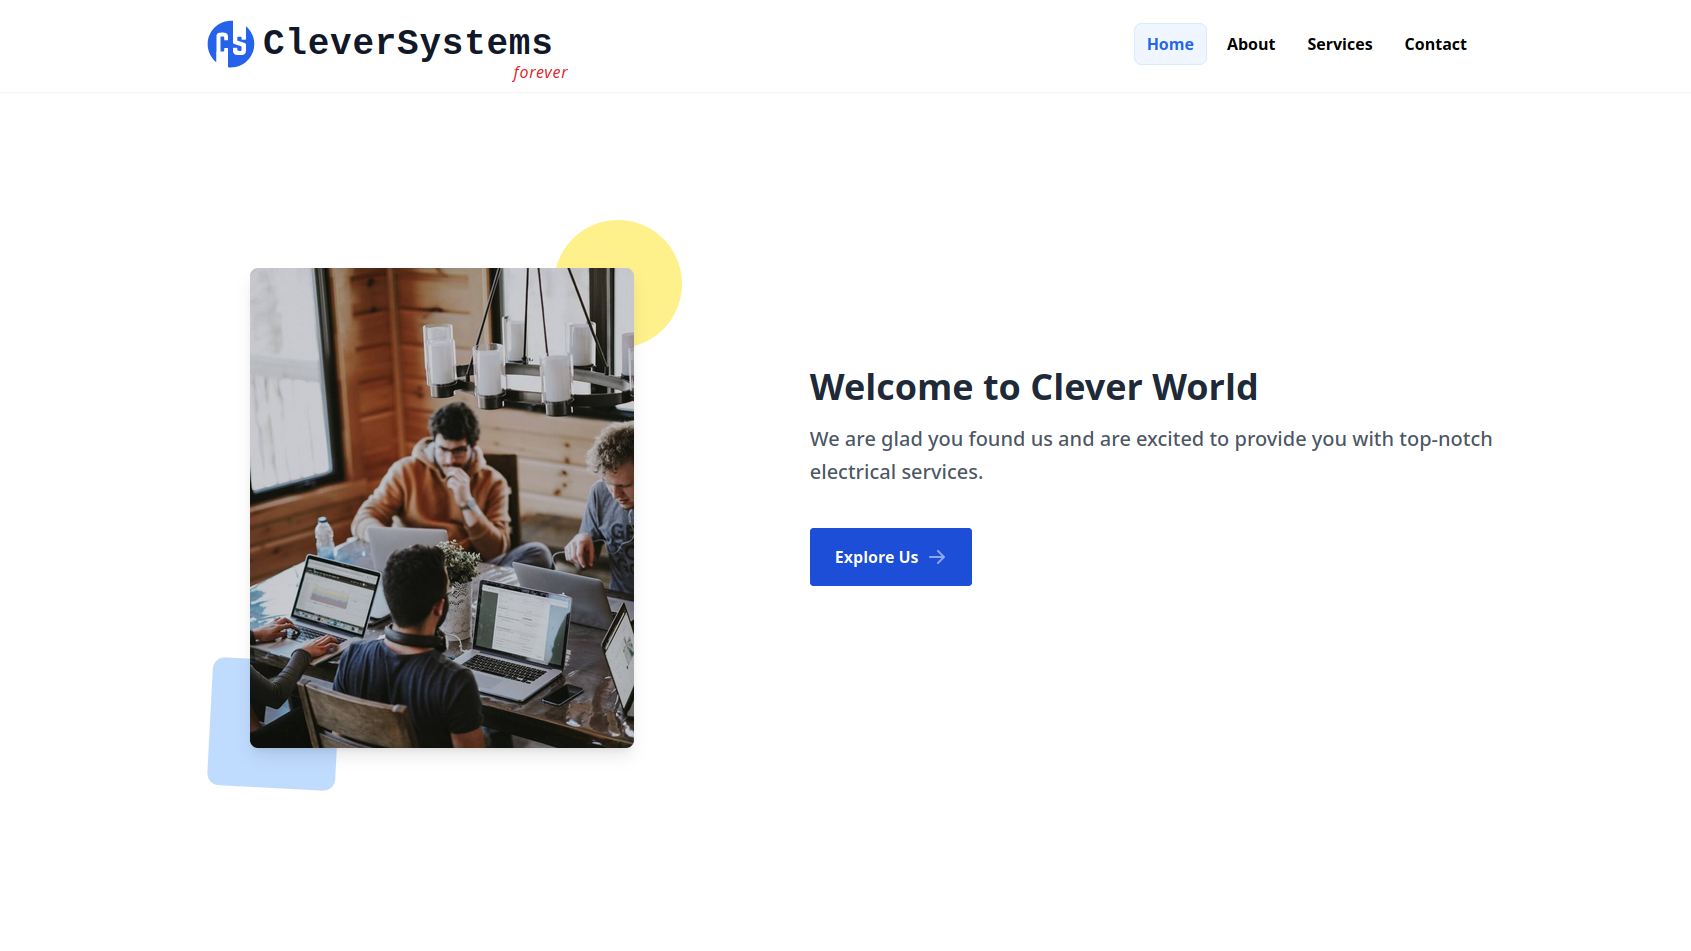 CleverSystems
forever
Home About Services Contact
Welcome to Clever World
We are glad you found us and are excited to provide you with top-notch
electrical services.
Explore Us